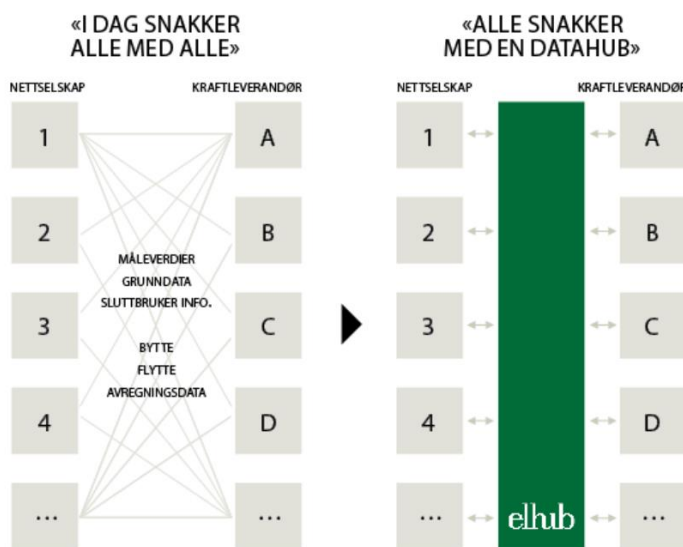 «I DAG SNAKKER
ALLE MED ALLE»
NETTSELSKAP
KRAFTLEVERANDØR
1
A
2
B
3
C
4
D
...
...
MÅLEVERDIER
GRUNNDATA
SLUTTBRUKER INFO.
BYTTE
FLYTTE
AVREGNINGSDATA
«ALLE SNAKKER
MED EN DATAHUB»
NETTSELSKAP
KRAFTLEVERANDØR
1
A
2
B
3
C
4
D
...
elhub
...